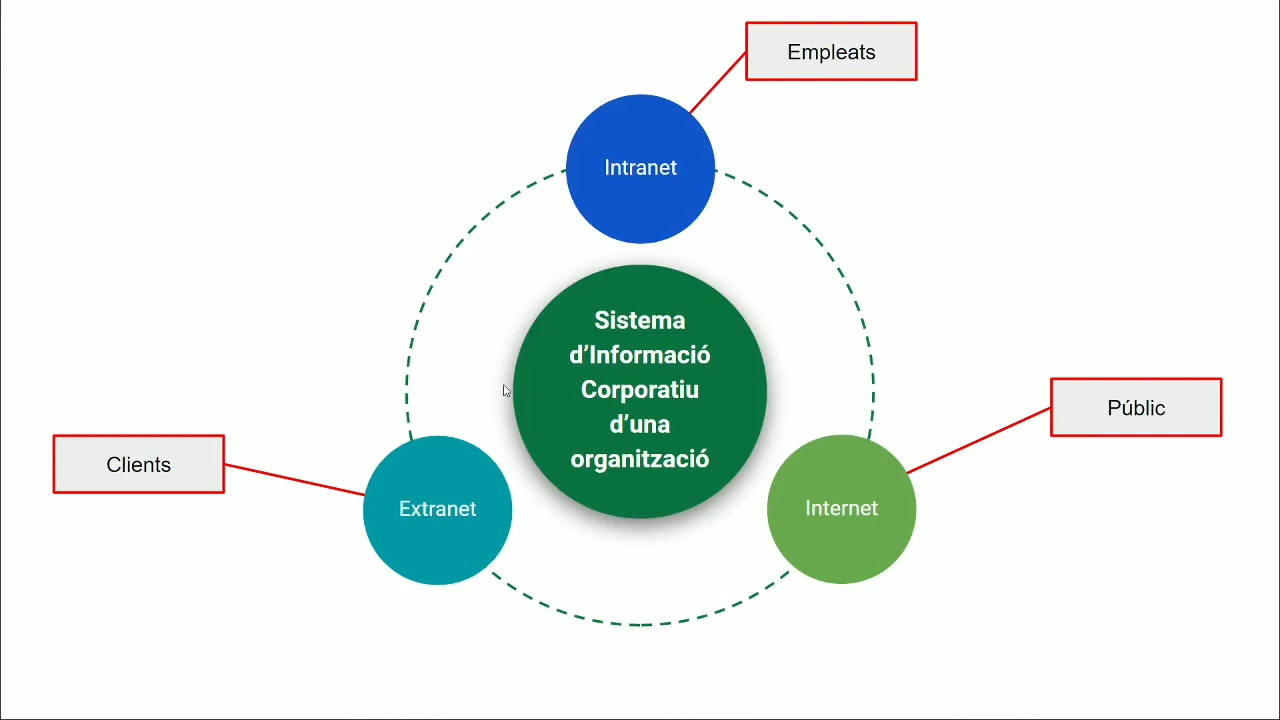 Empleats
Intranet
Sistema
d’Informació
Corporatiu
d’una
organització
Públic
Clients
Extranet
Internet